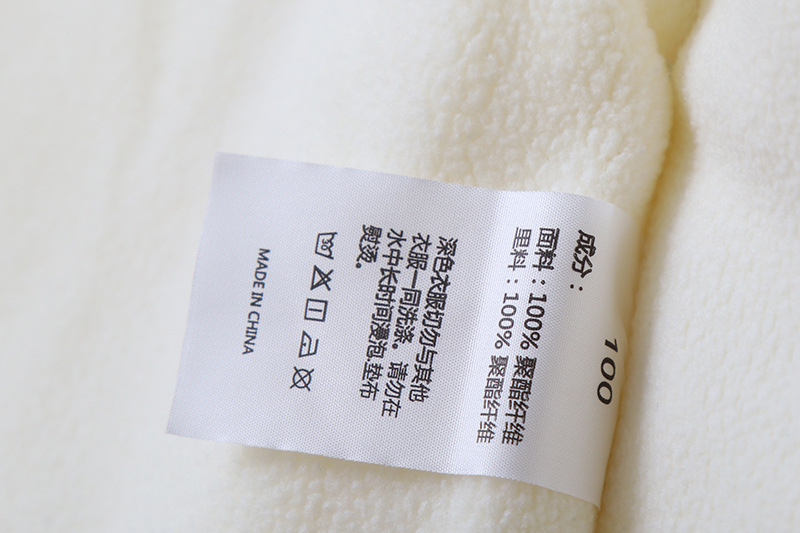 100
成分：
面料：100% 聚酯纤维
里料：100% 聚酯纤维
深色衣服切勿与其他
衣服一同洗涤。请勿在
水中长时间浸泡.垫布
熨烫。
30
MADE IN CHINA